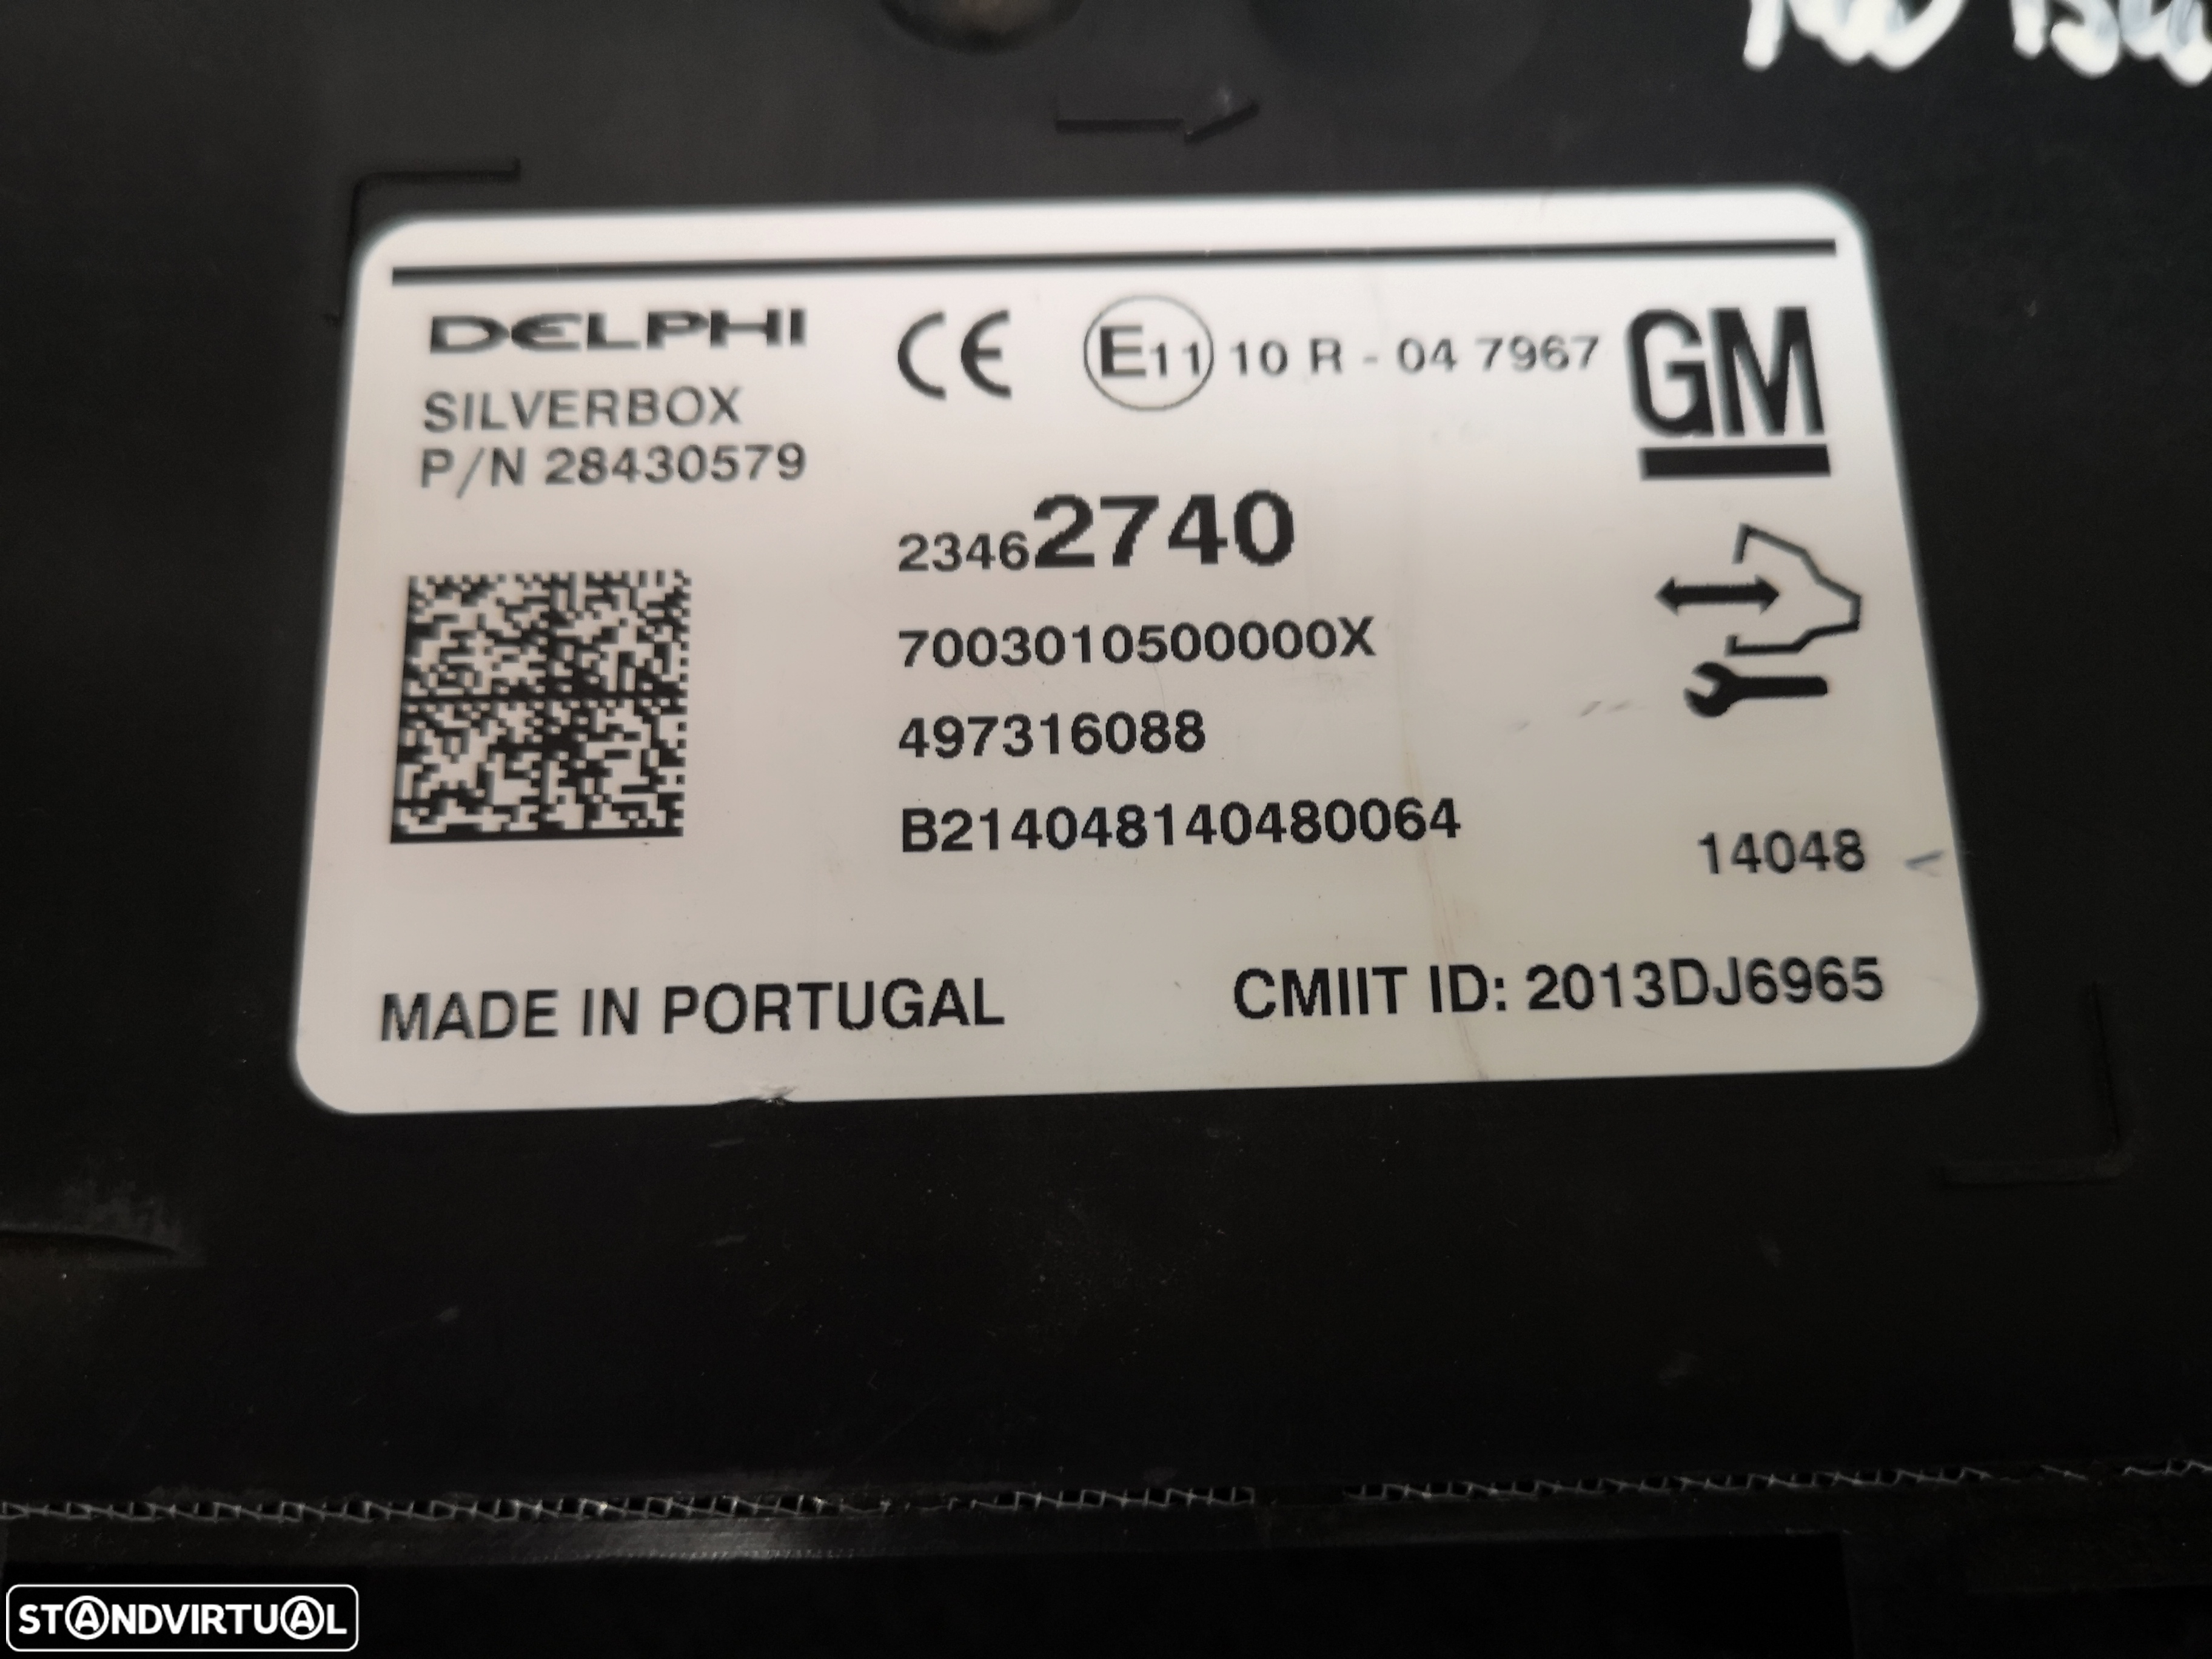 DELPHI
SILVERBOX
P/N 28430579
CE
E11 10 R - 04 7967
GM
23462740
7003010500000X
497316088
B214048140480064
14048
MADE IN PORTUGAL
CMIIT ID: 2013DJ6965
STANDVIRTUAL